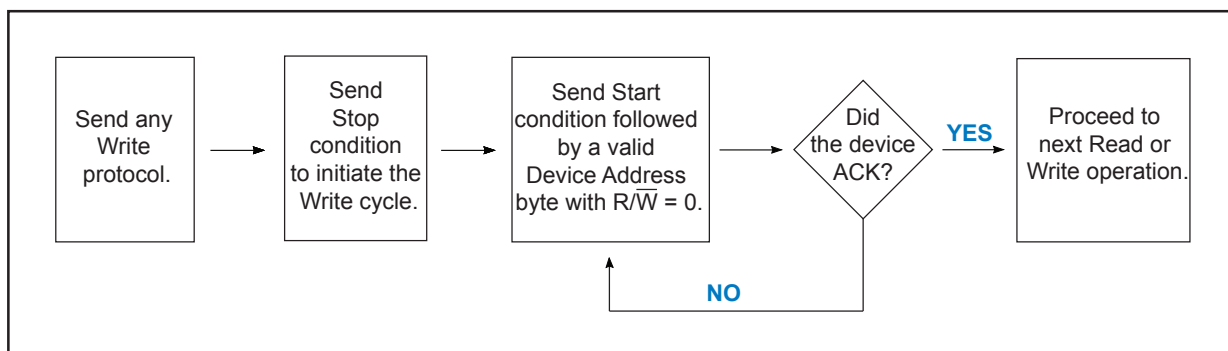 Send any
Write
protocol.
Send
Stop
condition
to initiate the
Write cycle.
Send Start
condition followed
by a valid
Device Address
byte with R/W̅ = 0.
Did
the device
ACK?
YES
NO
Proceed to
next Read or
Write operation.